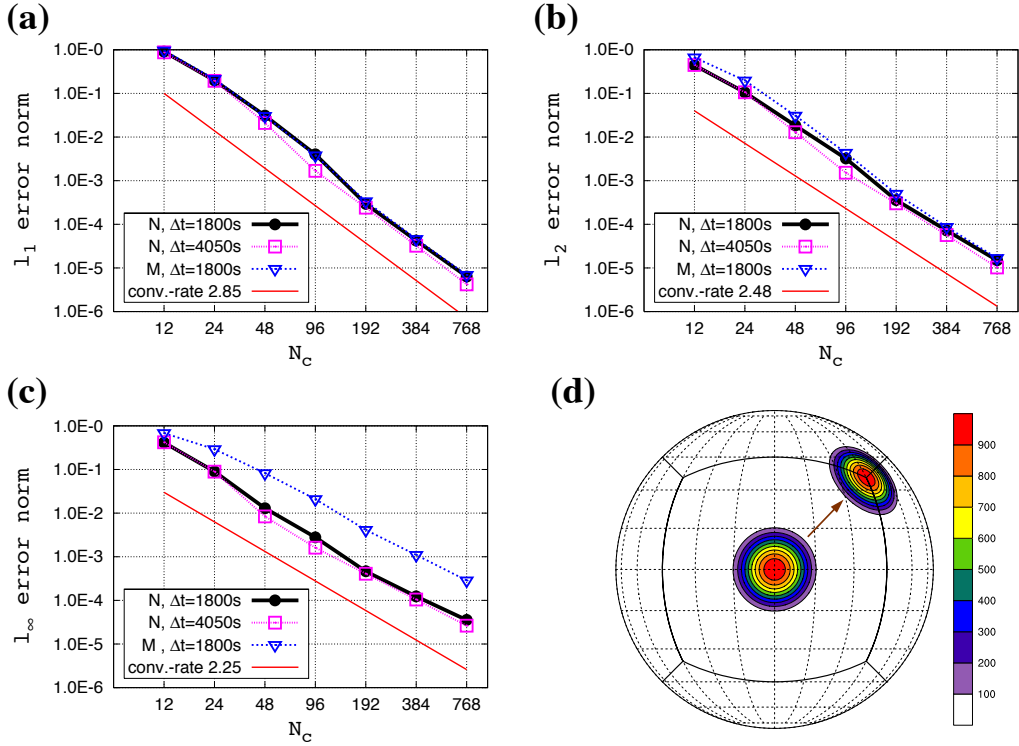 (a)
1.0E-0
1.0E-1
1.0E-2
1.0E-3
1.0E-4
1.0E-5
1.0E-6
l1 error norm
N, Δt=1800s
N, Δt=4050s
M, Δt=1800s
conv.-rate 2.85
12 24 48 96 192 384 768
Nc
(b)
1.0E-0
1.0E-1
1.0E-2
1.0E-3
1.0E-4
1.0E-5
1.0E-6
l2 error norm
N, Δt=1800s
N, Δt=4050s
M, Δt=1800s
conv.-rate 2.48
12 24 48 96 192 384 768
Nc
(c)
1.0E-0
1.0E-1
1.0E-2
1.0E-3
1.0E-4
1.0E-5
1.0E-6
l∞ error norm
N, Δt=1800s
N, Δt=4050s
M , Δt=1800s
conv.-rate 2.25
12 24 48 96 192 384 768
Nc
(d)
900
800
700
600
500
400
300
200
100